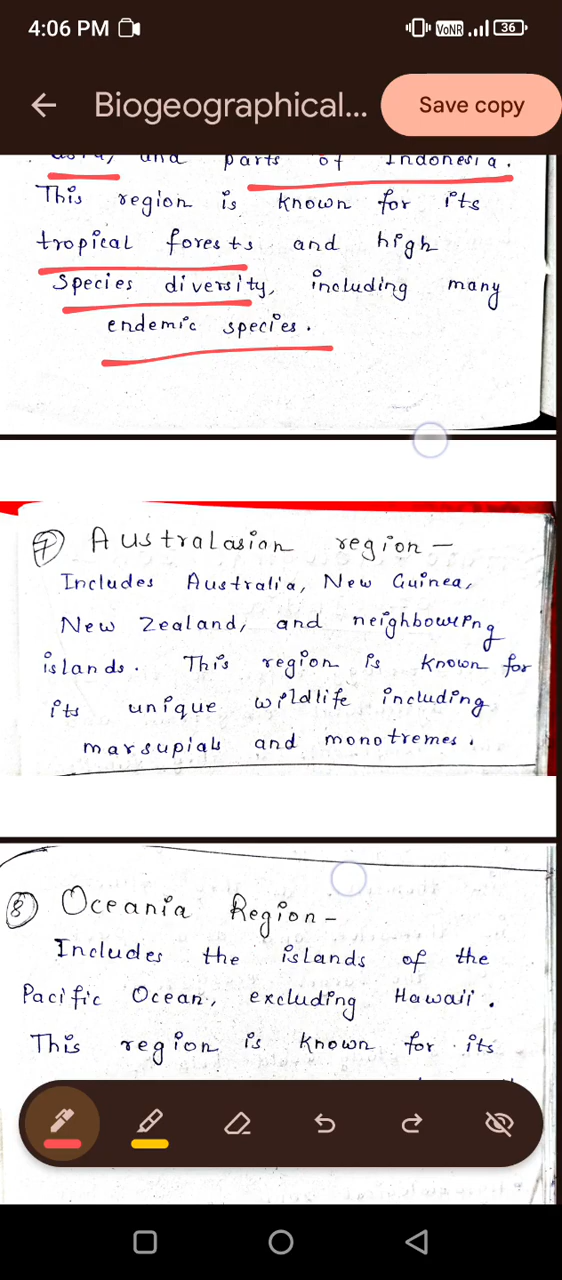 4:06 PM
VoNR
36
Biogeographical...
Save copy
and parts of Indonesia.
This region is known for its
tropical forests and high
species diversity, including many
endemic species.
7 Australasian region-
Includes Australia, New Guinea,
New Zealand, and neighbouring
islands. This region is known for
its unique wildlife including
marsupials and monotremes.
8 Oceania Region-
Includes the islands of the
Pacific Ocean, excluding Hawaii.
This region is known for its